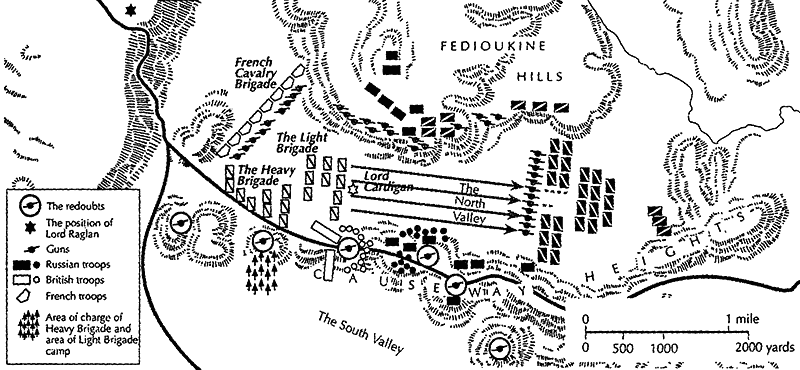 FEDIOUKINE
HILLS
French
Cavalry
Brigade
The Light
Brigade
The Heavy
Brigade
Lord
Cardigan
The
North
Valley
CAUSEWAY HEIGHTS
The South Valley
The redoubts
The position of
Lord Raglan
Guns
Russian troops
British troops
French troops
Area of charge of
Heavy Brigade and
area of Light Brigade
camp
0 1 mile
0 500 1000 2000 yards